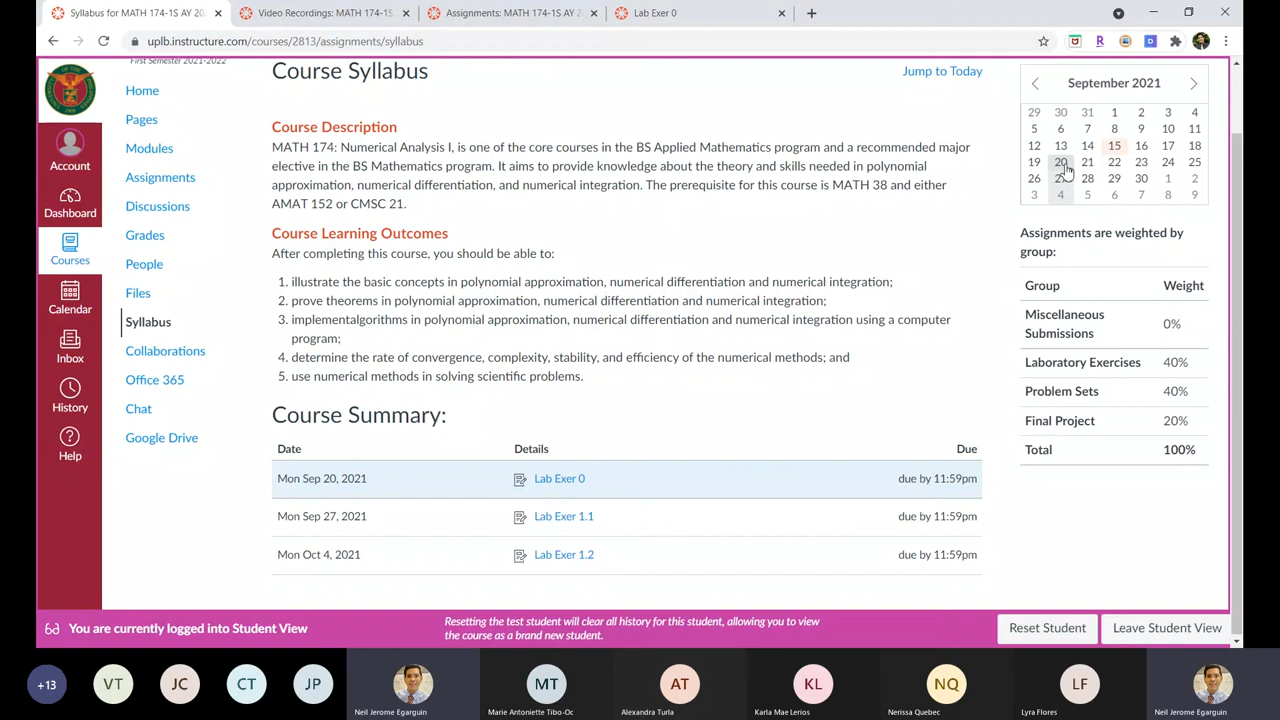 Syllabus for MATH 174-1S AY 20
Video Recordings: MATH 174-1S
Assignments: MATH 174-1S AY 2
Lab Exer 0
uplb.instructure.com/courses/2813/assignments/syllabus
First Semester 2021-2022
Account
Dashboard
Courses
Calendar
Inbox
History
Help
Home
Pages
Modules
Assignments
Discussions
Grades
People
Files
Syllabus
Collaborations
Office 365
Chat
Google Drive
Course Syllabus
Jump to Today
Course Description
MATH 174: Numerical Analysis I, is one of the core courses in the BS Applied Mathematics program and a recommended major
elective in the BS Mathematics program. It aims to provide knowledge about the theory and skills needed in polynomial
approximation, numerical differentiation, and numerical integration. The prerequisite for this course is MATH 38 and either
AMAT 152 or CMSC 21.
Course Learning Outcomes
After completing this course, you should be able to:
1. illustrate the basic concepts in polynomial approximation, numerical differentiation and numerical integration;
2. prove theorems in polynomial approximation, numerical differentiation and numerical integration;
3. implementalgorithms in polynomial approximation, numerical differentiation and numerical integration using a computer
program;
4. determine the rate of convergence, complexity, stability, and efficiency of the numerical methods; and
5. use numerical methods in solving scientific problems.
Course Summary:
Date Details Due
Mon Sep 20, 2021 Lab Exer 0 due by 11:59pm
Mon Sep 27, 2021 Lab Exer 1.1 due by 11:59pm
Mon Oct 4, 2021 Lab Exer 1.2 due by 11:59pm
September 2021
29 30 31 1 2 3 4
5 6 7 8 9 10 11
12 13 14 15 16 17 18
19 20 21 22 23 24 25
26 27 28 29 30 1 2
3 4 5 6 7 8 9
Assignments are weighted by
group:
Group Weight
Miscellaneous
Submissions 0%
Laboratory Exercises 40%
Problem Sets 40%
Final Project 20%
Total 100%
You are currently logged into Student View
Resetting the test student will clear all history for this student, allowing you to view
the course as a brand new student.
Reset Student
Leave Student View
+13 VT JC CT JP MT AT KL NQ LF
Neil Jerome Egarguin
Marie Antoniette Tibo-Oc
Alexandra Turla
Karla Mae Lerios
Nerissa Quebec
Lyra Flores
Neil Jerome Egarguin